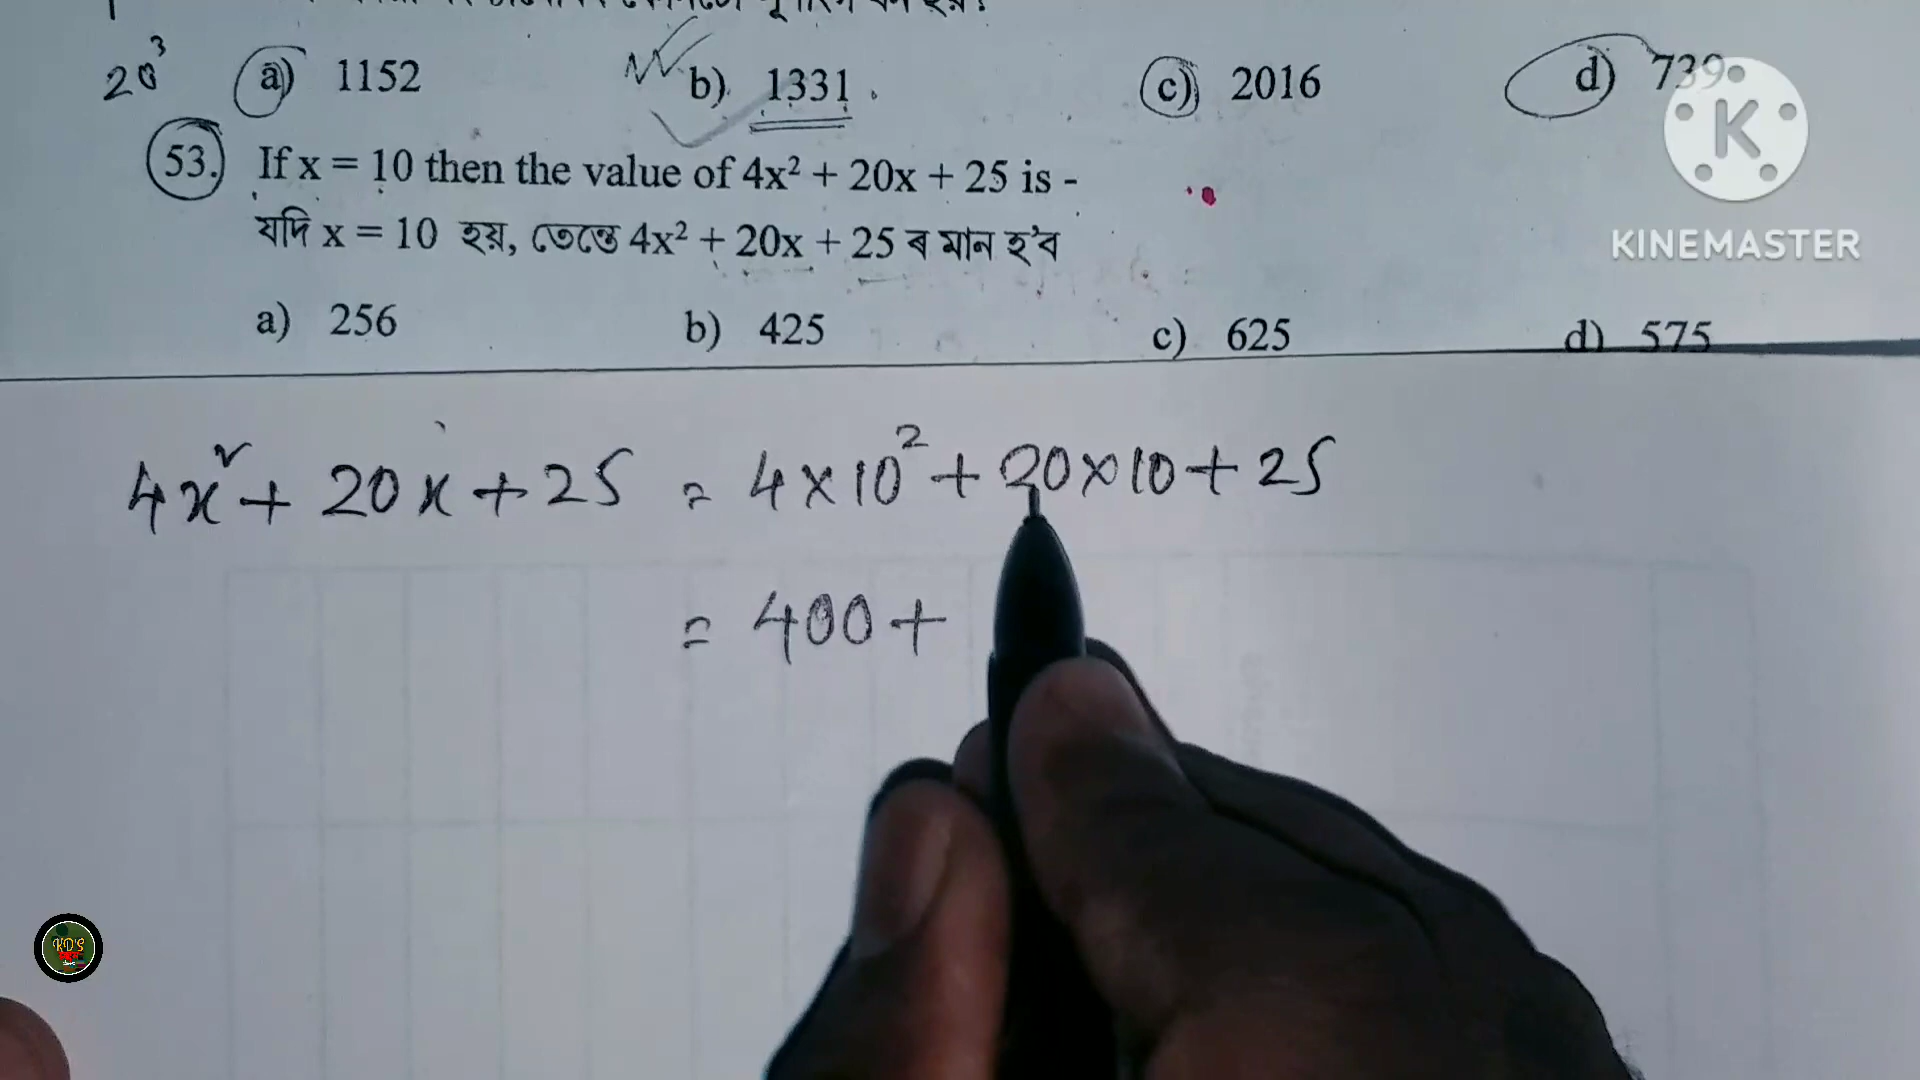 20³ a) 1152 b) 1331 c) 2016 d) 739
53. If x = 10 then the value of 4x² + 20x + 25 is -
যদি x = 10 হয়, তেন্তে 4x² + 20x + 25 ৰ মান হ'ব
a) 256 b) 425 c) 625 d) 575
4x² + 20x + 25 = 4×10² + 20×10 + 25
= 400 +
KINEMASTER
KD'S